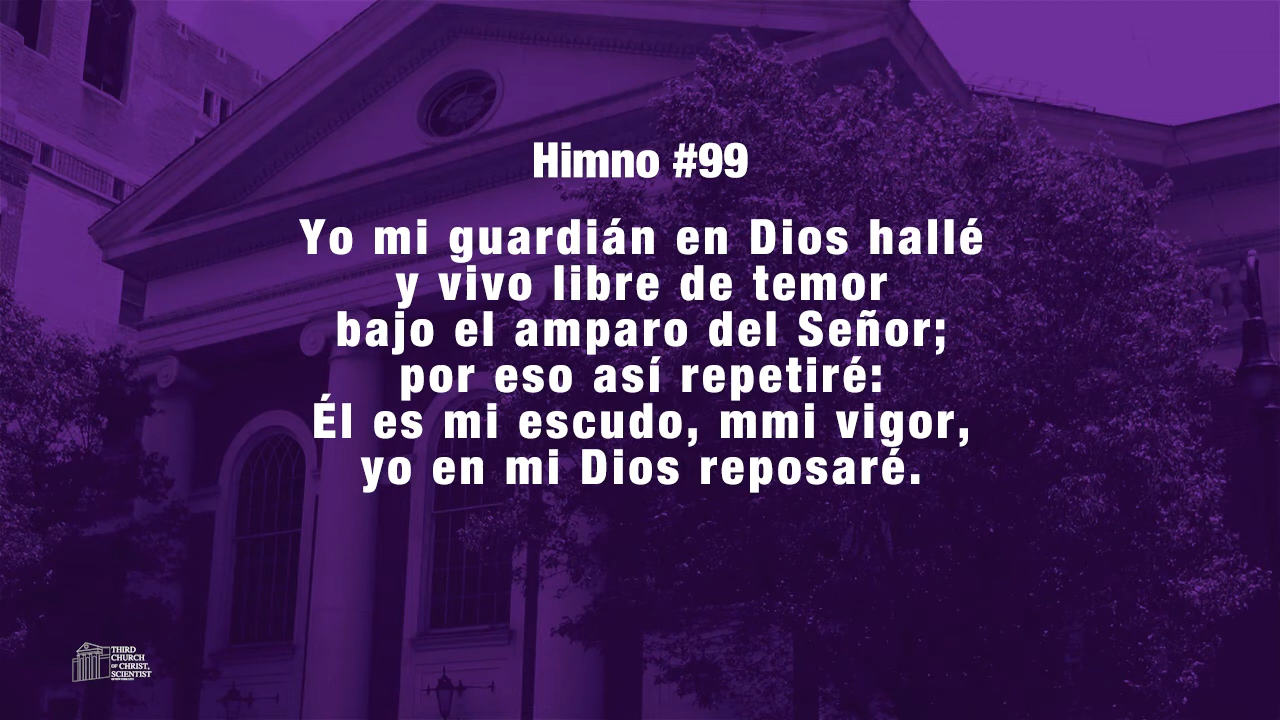 Himno #99
Yo mi guardián en Dios hallé
y vivo libre de temor
bajo el amparo del Señor;
por eso así repetiré:
Él es mi escudo, mmi vigor,
yo en mi Dios reposaré.
THIRD
CHURCH
OF CHRIST,
SCIENTIST